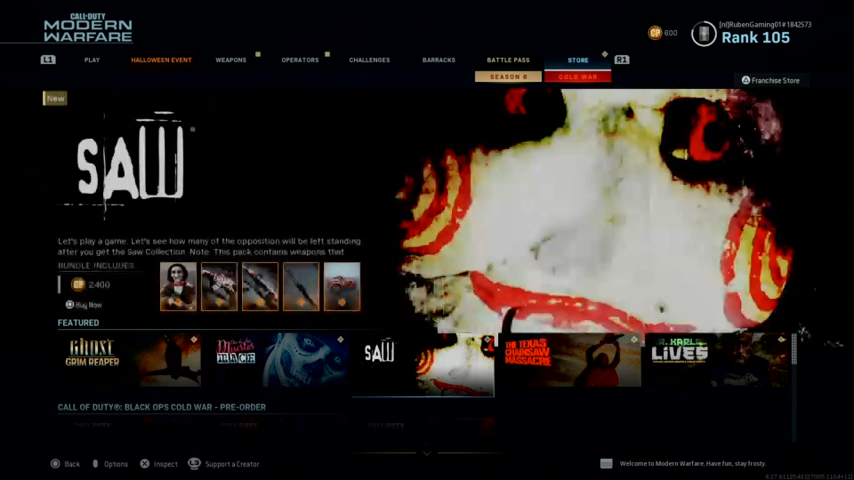 CALL OF DUTY
MODERN
WARFARE
600
[nl]RubenGaming01#1842573
Rank 105
L1
PLAY
HALLOWEEN EVENT
WEAPONS
OPERATORS
CHALLENGES
BARRACKS
BATTLE PASS
STORE
R1
SEASON 6
COLD WAR
Franchise Store
New
SAW
Let's play a game. Let's see how many of the opposition will be left standing
after you get the Saw Collection. Note: This pack contains weapons that
BUNDLE INCLUDES
2400
Buy Now
FEATURED
GHOST
GRIM REAPER
SAW
THE TEXAS
CHAINSAW
MASSACRE
LIVES
CALL OF DUTY®: BLACK OPS COLD WAR - PRE-ORDER
Back
Options
Inspect
Support a Creator
Welcome to Modern Warfare. Have fun, stay frosty.